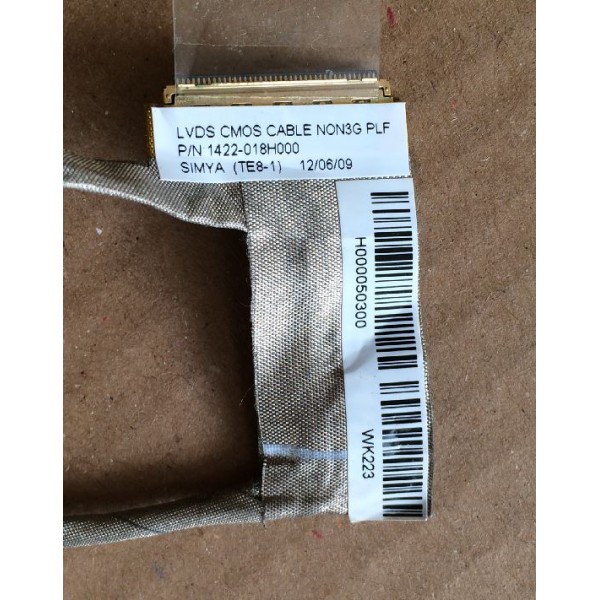 LVDS CMOS CABLE NON3G PLF
P/N 1422-018H000
SIMYA (TE8-1) 12/06/09
H000050300
WK223